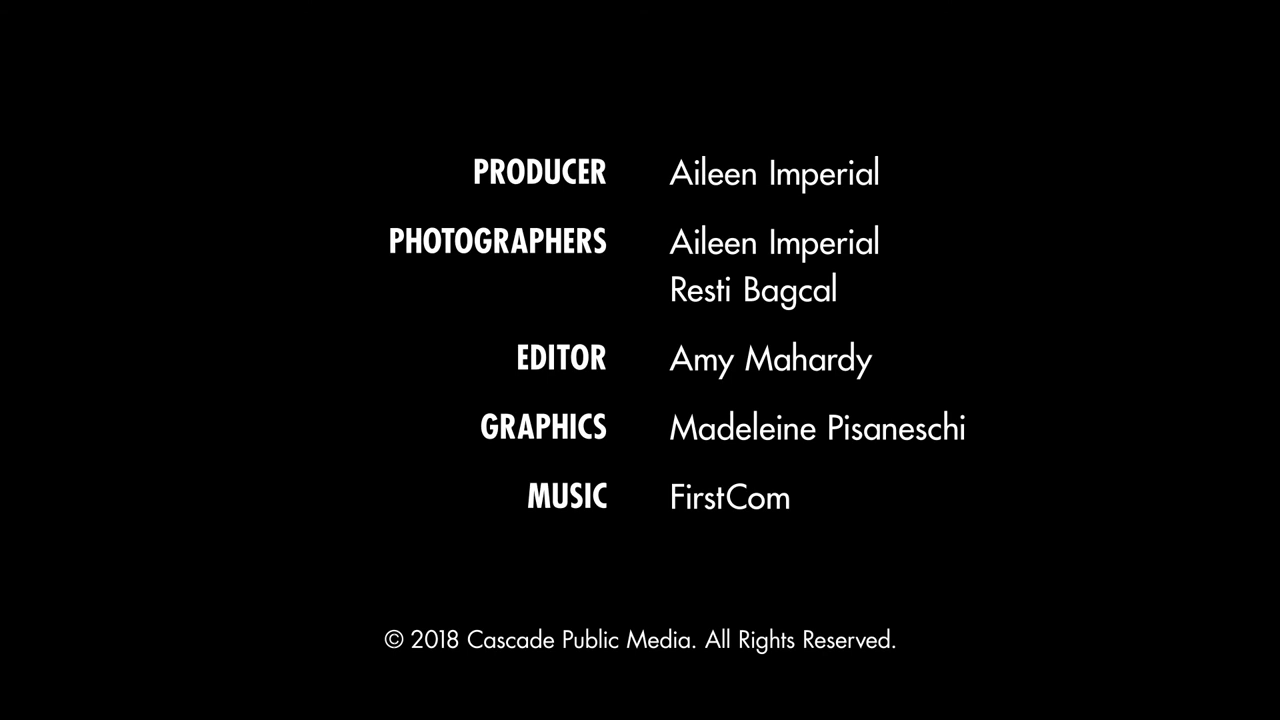 PRODUCER Aileen Imperial
PHOTOGRAPHERS Aileen Imperial
Resti Bagcal
EDITOR Amy Mahardy
GRAPHICS Madeleine Pisaneschi
MUSIC FirstCom
© 2018 Cascade Public Media. All Rights Reserved.